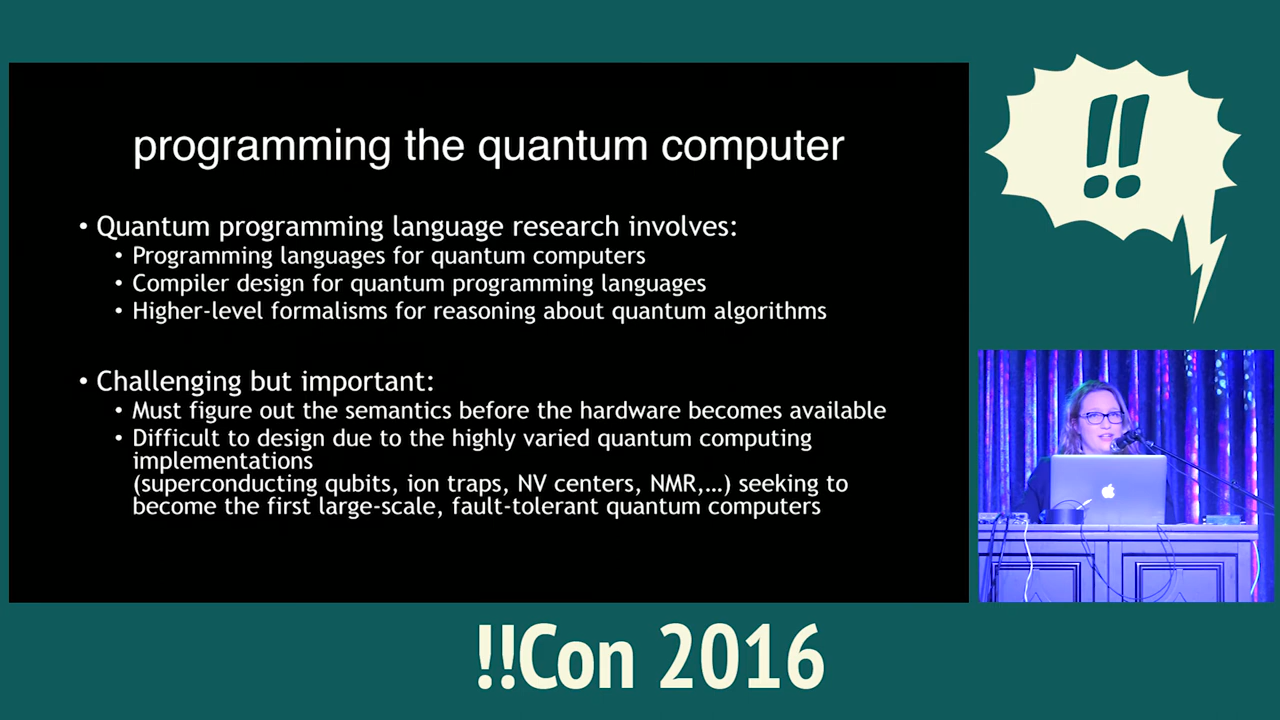 programming the quantum computer
• Quantum programming language research involves:
• Programming languages for quantum computers
• Compiler design for quantum programming languages
• Higher-level formalisms for reasoning about quantum algorithms
• Challenging but important:
• Must figure out the semantics before the hardware becomes available
• Difficult to design due to the highly varied quantum computing
implementations
(superconducting qubits, ion traps, NV centers, NMR,...) seeking to
become the first large-scale, fault-tolerant quantum computers
!!
!!Con 2016